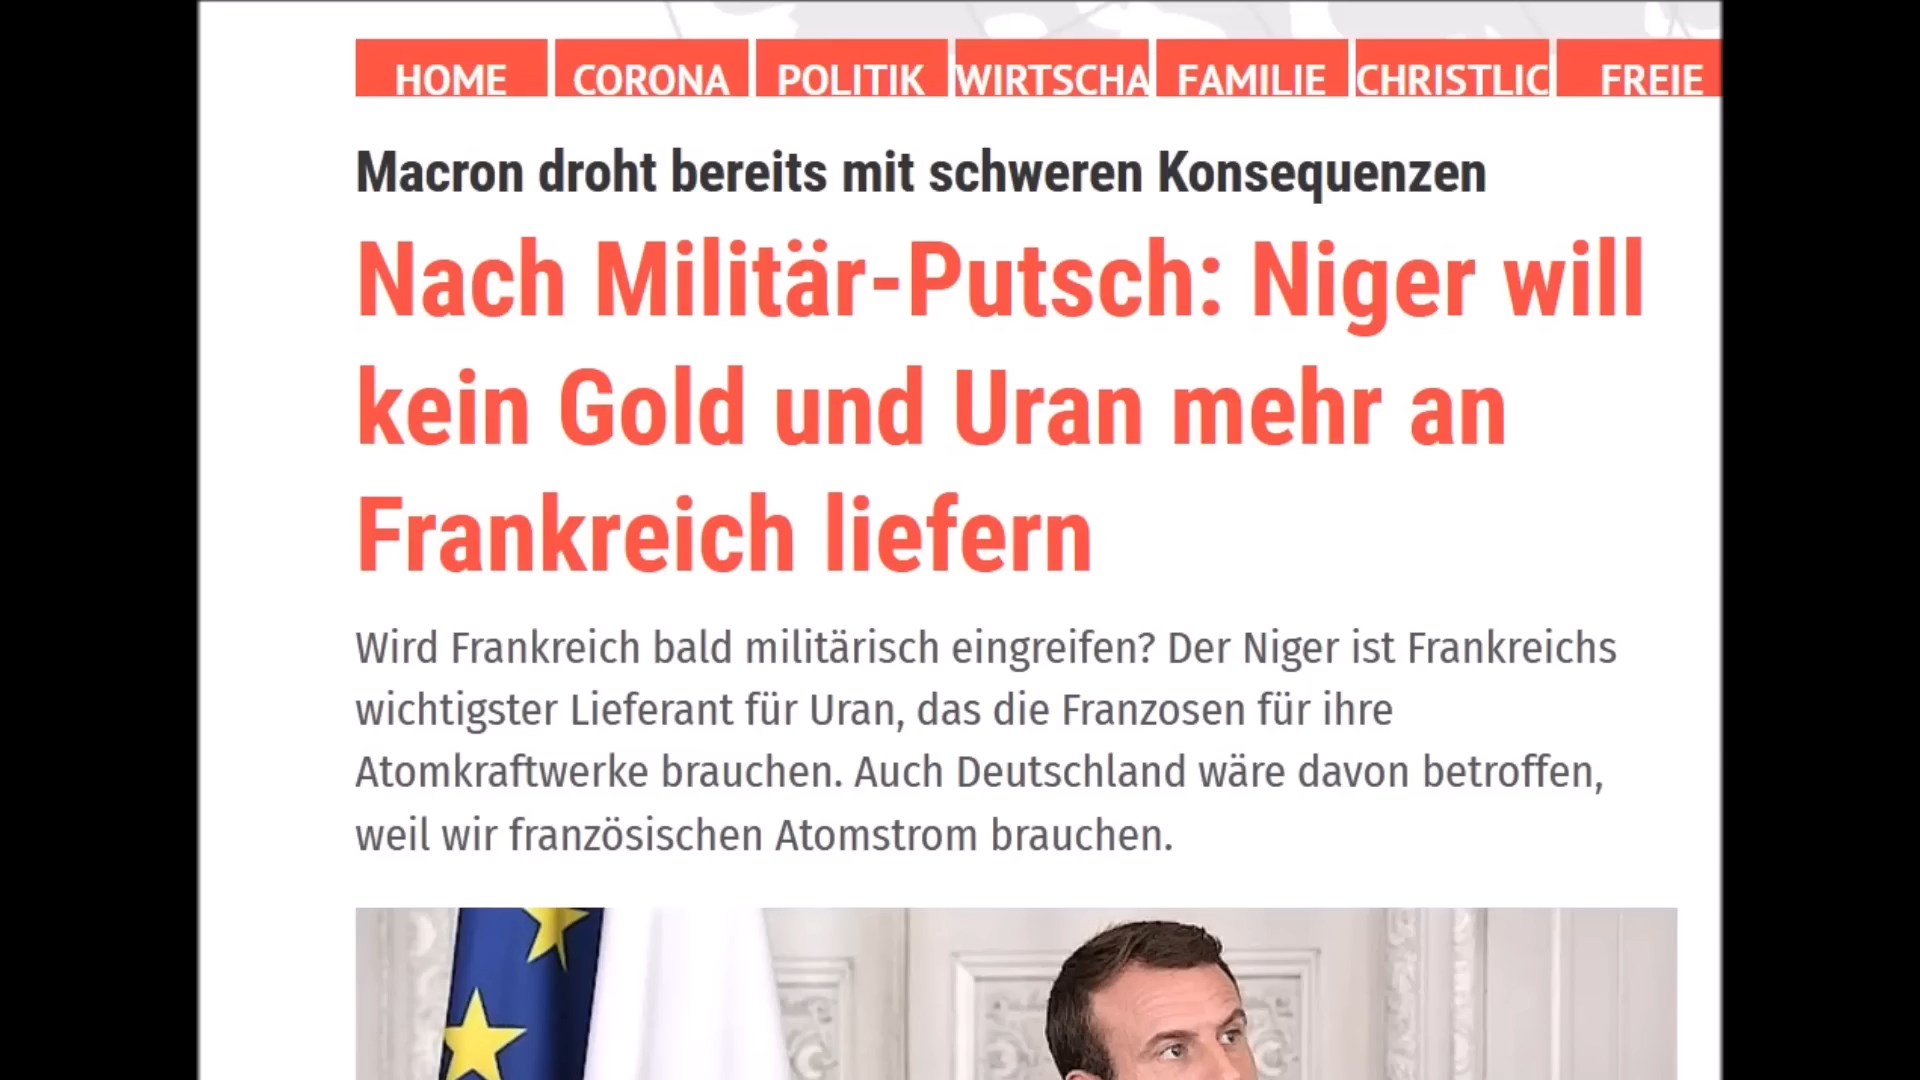 HOME CORONA POLITIK WIRTSCHA FAMILIE CHRISTLIC FREIE
Macron droht bereits mit schweren Konsequenzen
Nach Militär-Putsch: Niger will
kein Gold und Uran mehr an
Frankreich liefern
Wird Frankreich bald militärisch eingreifen? Der Niger ist Frankreichs
wichtigster Lieferant für Uran, das die Franzosen für ihre
Atomkraftwerke brauchen. Auch Deutschland wäre davon betroffen,
weil wir französischen Atomstrom brauchen.